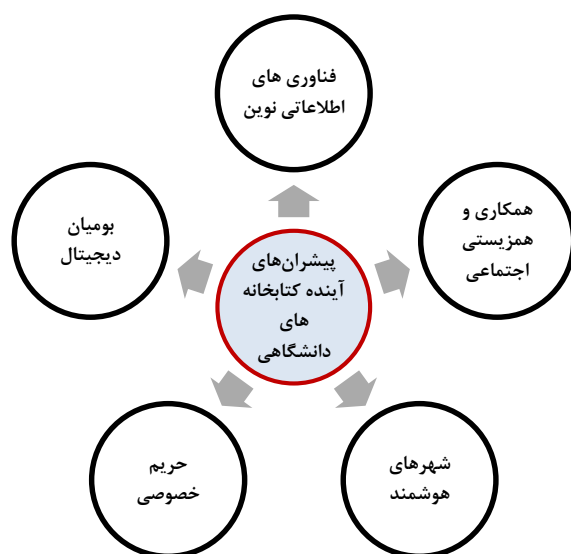 فناوری های
اطلاعاتی نوین
همکاری و
همزیستی
اجتماعی
بومیان
دیجیتال
پیشران‌های
آینده کتابخانه
های
دانشگاهی
شهرهای
هوشمند
حریم
خصوصی